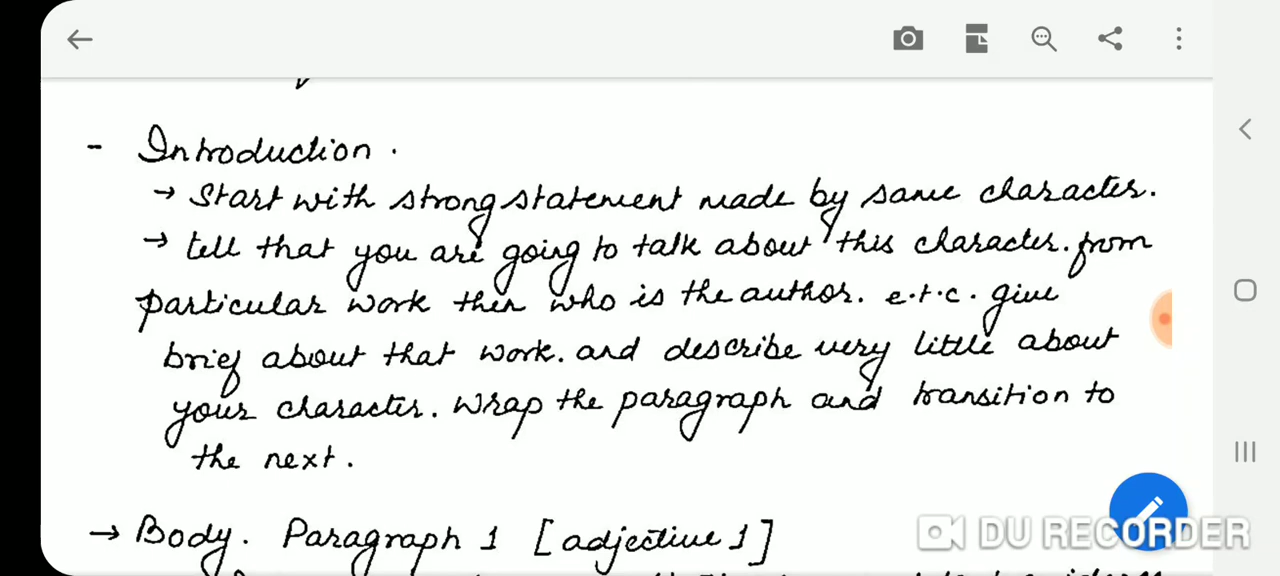 - Introduction.
→ Start with strong statement made by same character.
→ tell that you are going to talk about this character. from
particular work then who is the author. e.t.c. give
brief about that work. and describe very little about
your character. Wrap the paragraph and transition to
the next.
→ Body. Paragraph 1 [adjective 1]
DU RECORDER